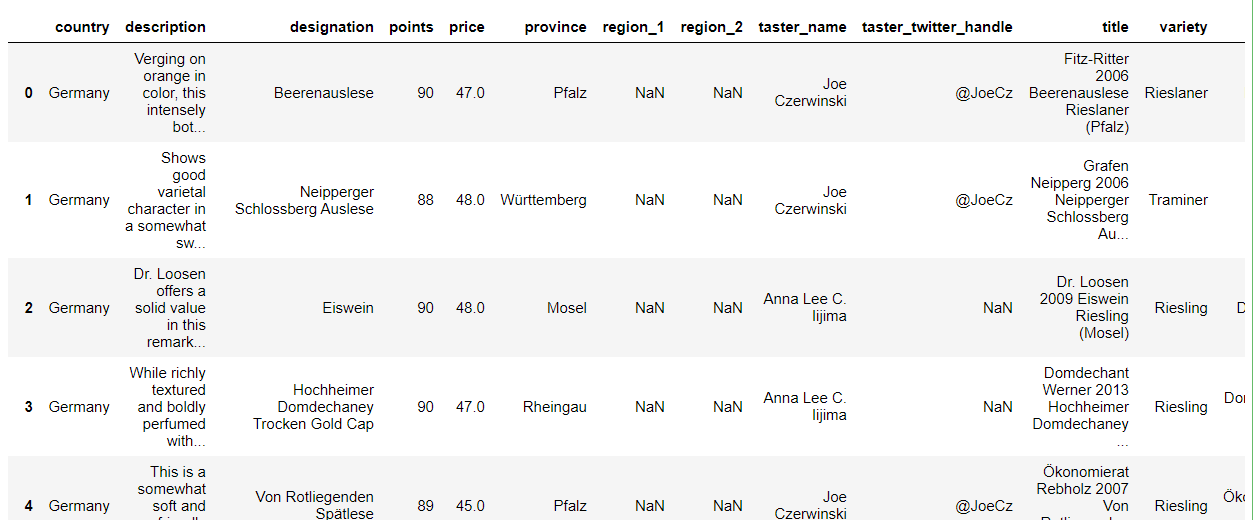 country description designation points price province region_1 region_2 taster_name taster_twitter_handle title variety
0 Germany Verging on orange in color, this intensely bot... Beerenauslese 90 47.0 Pfalz NaN NaN Joe Czerwinski @JoeCz Fitz-Ritter 2006 Beerenauslese Rieslaner (Pfalz) Rieslaner
1 Germany Shows good varietal character in a somewhat sw... Neipperger Schlossberg Auslese 88 48.0 Württemberg NaN NaN Joe Czerwinski @JoeCz Grafen Neipperg 2006 Neipperger Schlossberg Au... Traminer
2 Germany Dr. Loosen offers a solid value in this remark... Eiswein 90 48.0 Mosel NaN NaN Anna Lee C. Iijima NaN Dr. Loosen 2009 Eiswein Riesling (Mosel) Riesling D
3 Germany While richly textured and boldly perfumed with... Hochheimer Domdechaney Trocken Gold Cap 90 47.0 Rheingau NaN NaN Anna Lee C. Iijima NaN Domdechant Werner 2013 Hochheimer Domdechaney ... Riesling
4 Germany This is a somewhat soft and Von Rotliegenden Spätlese 89 45.0 Pfalz NaN NaN Joe Czerwinski @JoeCz Ökonomierat Rebholz 2007 Von Riesling